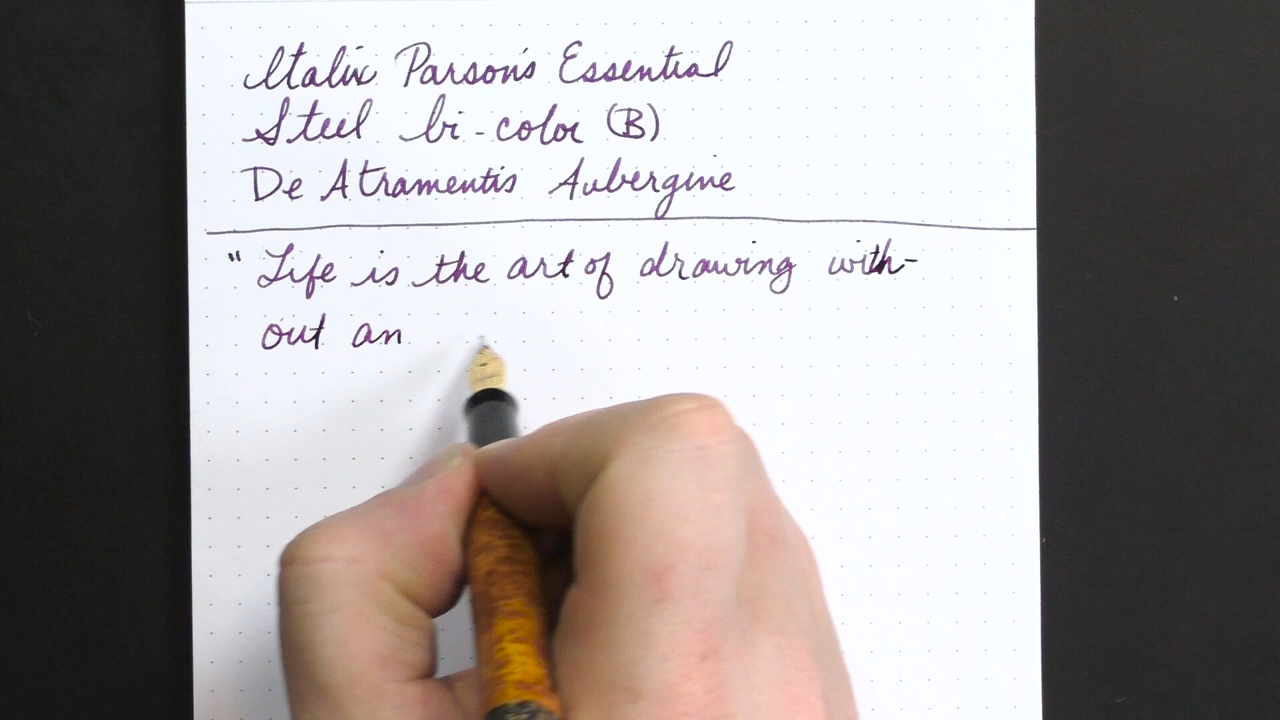 Italix Parson's Essential
Steel bi-color (B)
De Atramentis Aubergine
"Life is the art of drawing with-
out an